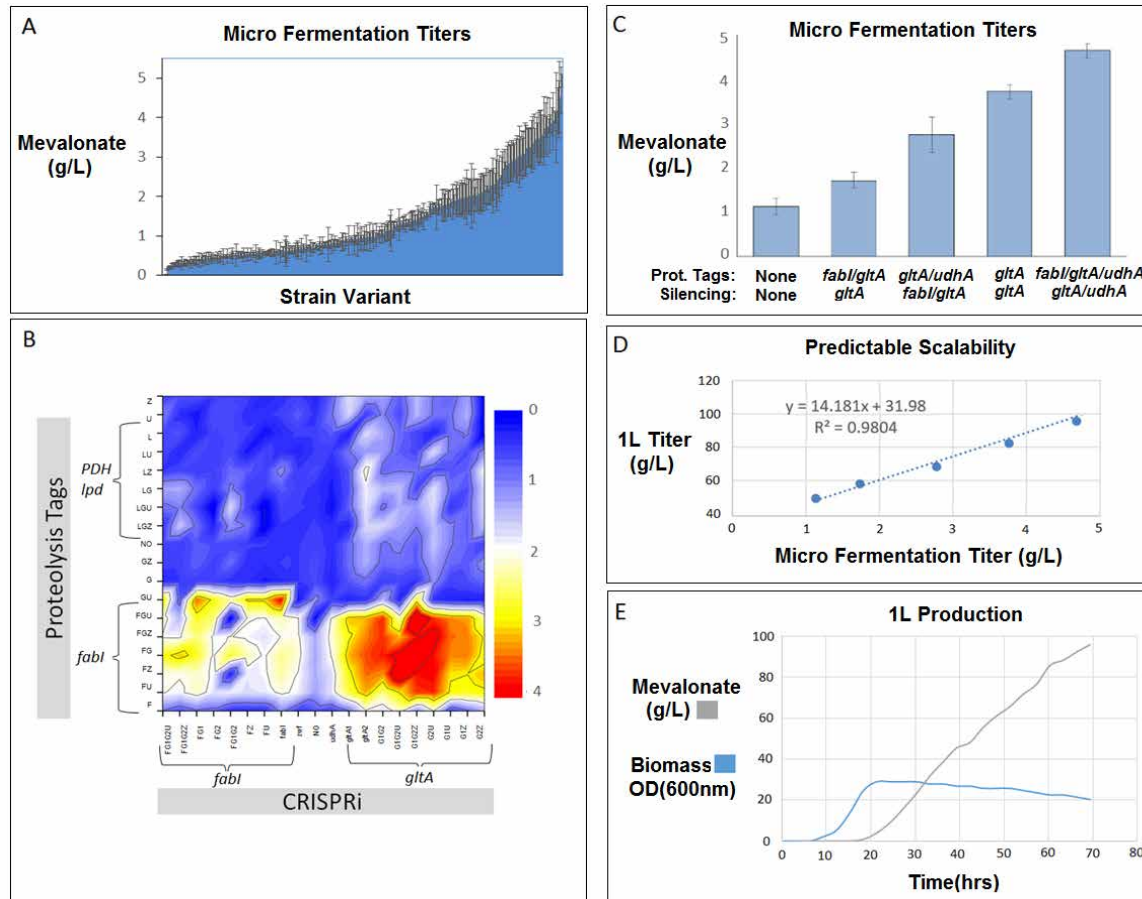 A
Micro Fermentation Titers
Mevalonate
(g/L)
5
4
3
2
1
0
Strain Variant
B
Proteolysis Tags
PDH
lpd
fabI
Z
U
L
LU
LZ
LG
LGU
LGZ
NO
GZ
G
GU
FGU
FGZ
FG
FZ
FU
F
0
1
2
3
4
FG1G2U
FG1G2Z
FG1
FG2
FG1G2
FZ
FU
fabI
zwf
NO
udhA
gltA1
gltA2
G1G2
G1G2U
G1G2Z
G2U
G1U
G1Z
G2Z
fabI
gltA
CRISPRi
C
Micro Fermentation Titers
Mevalonate
(g/L)
5
4
3
2
1
0
Prot. Tags: None fabI/gltA gltA/udhA gltA fabI/gltA/udhA
Silencing: None gltA fabI/gltA gltA gltA/udhA
D
Predictable Scalability
1L Titer
(g/L)
120
100
80
60
40
y = 14.181x + 31.98
R² = 0.9804
0 1 2 3 4 5
Micro Fermentation Titer (g/L)
E
1L Production
Mevalonate
(g/L)
Biomass
OD(600nm)
100
80
60
40
20
0
0 10 20 30 40 50 60 70 80
Time(hrs)